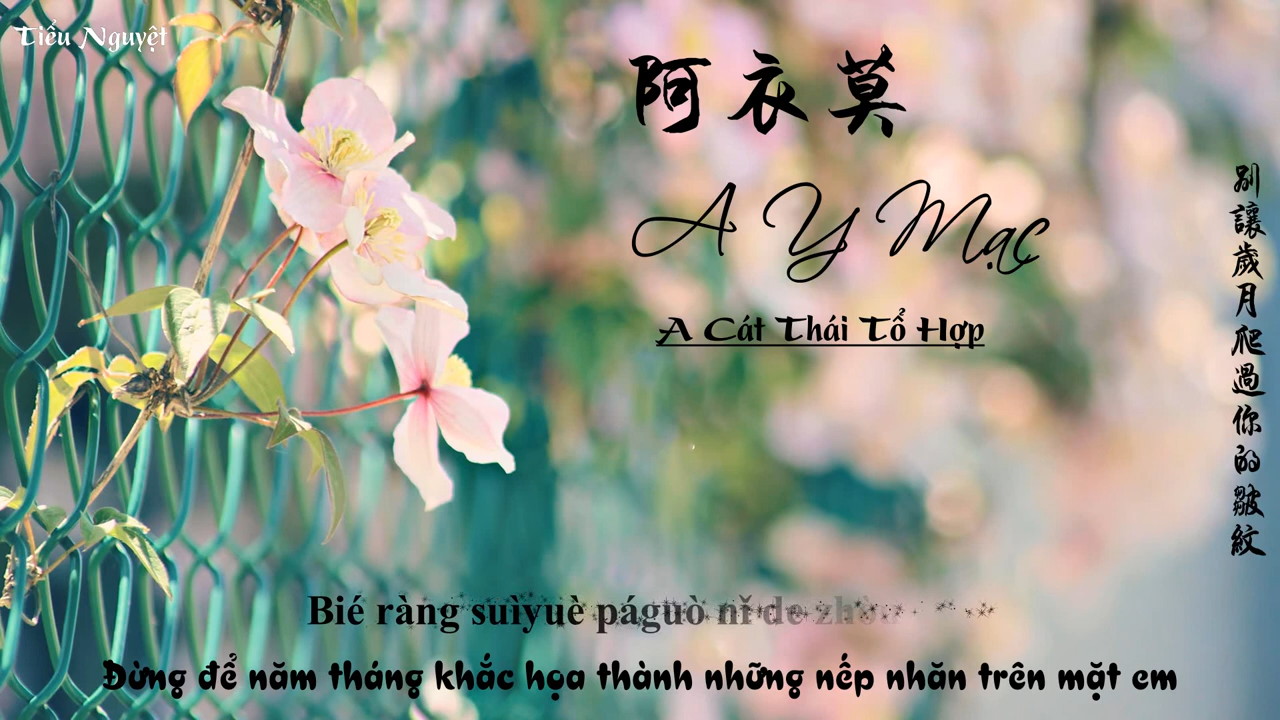 Tiểu Nguyệt
阿衣莫
A Y Mạc
A Cát Thái Tổ Hợp
別讓歲月爬過你的皺紋
Bié ràng suìyuè páguò nǐ de zhòu
Đừng để năm tháng khắc họa thành những nếp nhăn trên mặt em